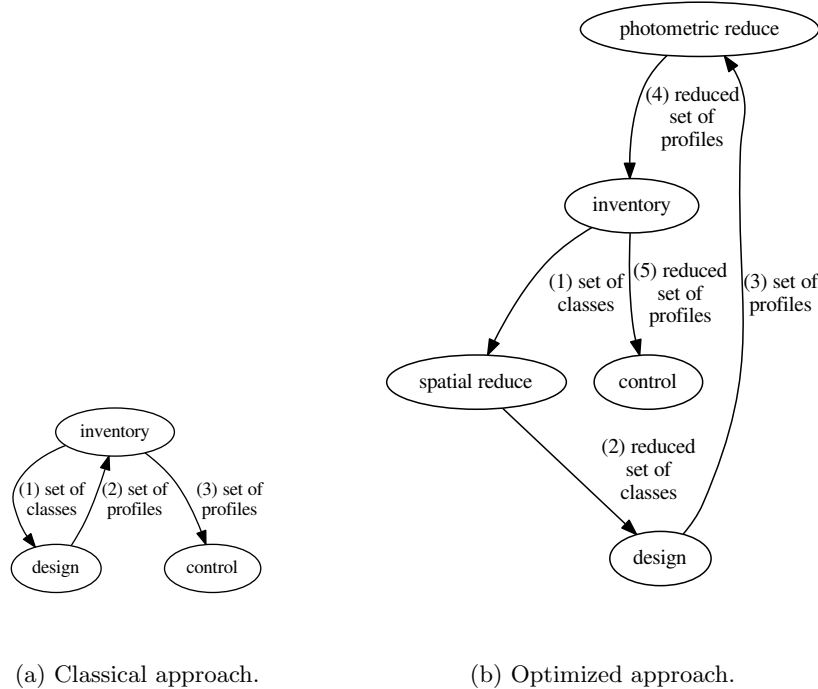 inventory
(1) set of
classes
(2) set of
profiles
(3) set of
profiles
design
control
(a) Classical approach.
photometric reduce
(4) reduced
set of
profiles
inventory
(1) set of
classes
(5) reduced
set of
profiles
(3) set of
profiles
spatial reduce
control
(2) reduced
set of
classes
design
(b) Optimized approach.